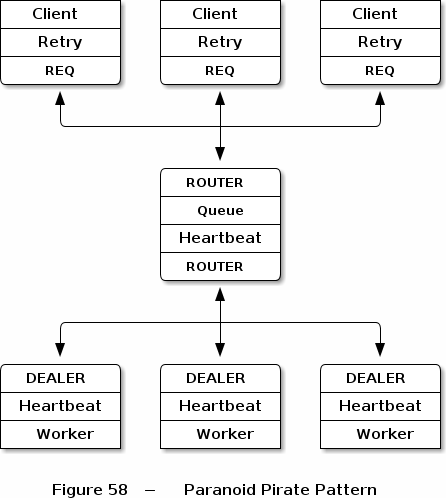 Client Client Client
Retry Retry Retry
REQ REQ REQ
ROUTER
Queue
Heartbeat
ROUTER
DEALER DEALER DEALER
Heartbeat Heartbeat Heartbeat
Worker Worker Worker
Figure 58 – Paranoid Pirate Pattern